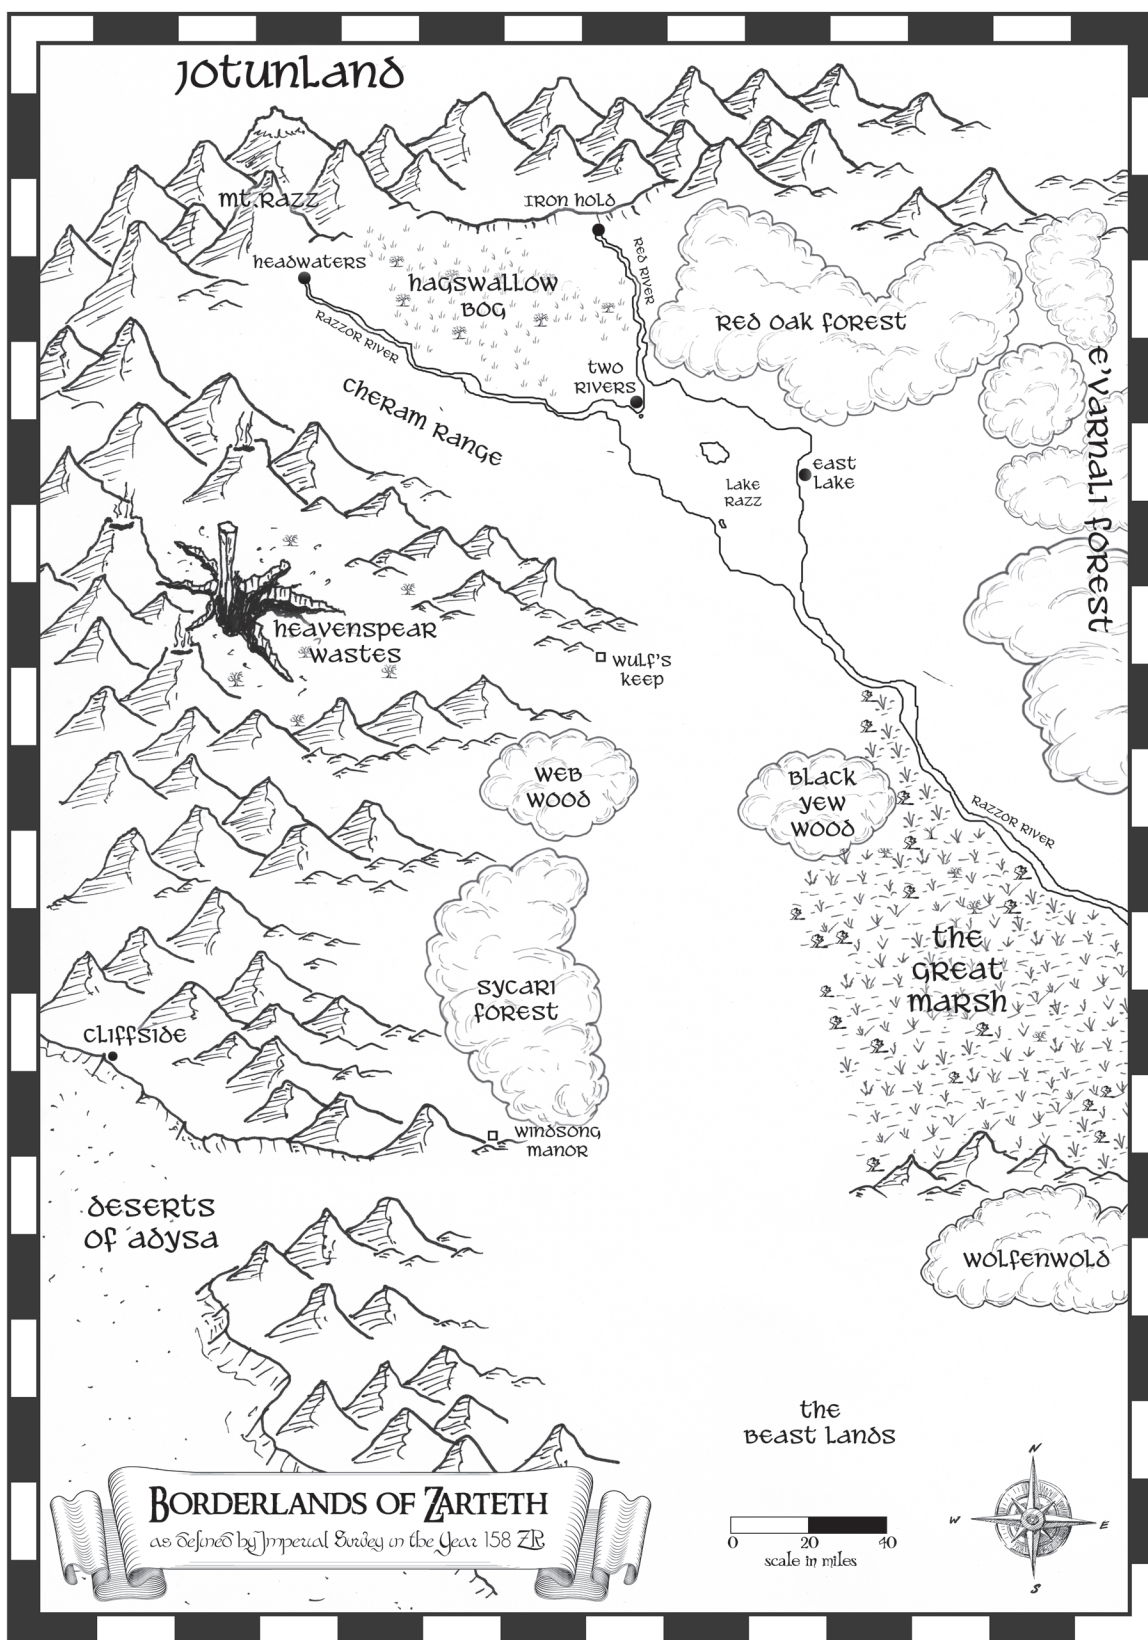 Jotunland
Mt. Razz
Iron Hold
Headwaters
Red River
Hagswallow
Bog
Red Oak Forest
Razzor River
Two
Rivers
E'Varnali Forest
Cheram Range
East
Lake
Lake
Razz
Heavenspear
Wastes
Wulf's
Keep
Web
Wood
Black
Yew
Wood
Razzor River
The
Great
Marsh
Sycari
Forest
Cliffside
Windsong
Manor
Deserts
of Adysa
Wolfenwold
The
Beast Lands
N
W
E
S
Borderlands of Zarteth
as defined by Imperial Survey in the Year 158 ZR
0 20 40
scale in miles